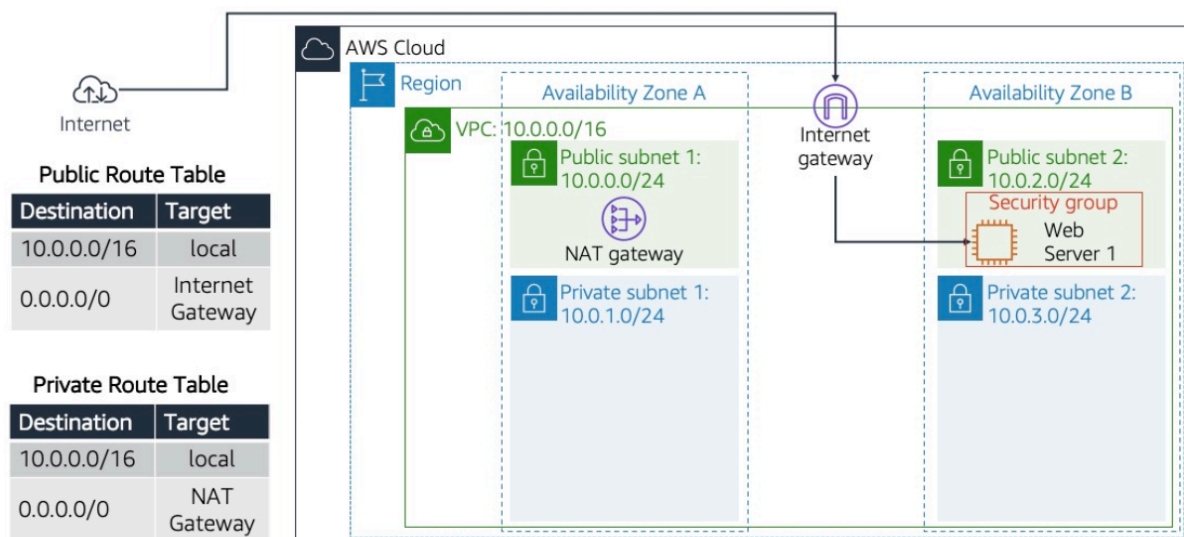 AWS Cloud
Region
Availability Zone A
Availability Zone B
Internet
VPC: 10.0.0.0/16
Internet
gateway
Public subnet 1:
10.0.0.0/24
NAT gateway
Public subnet 2:
10.0.2.0/24
Security group
Web
Server 1
Private subnet 1:
10.0.1.0/24
Private subnet 2:
10.0.3.0/24
Public Route Table
Destination Target
10.0.0.0/16 local
0.0.0.0/0 Internet
Gateway
Private Route Table
Destination Target
10.0.0.0/16 local
0.0.0.0/0 NAT
Gateway